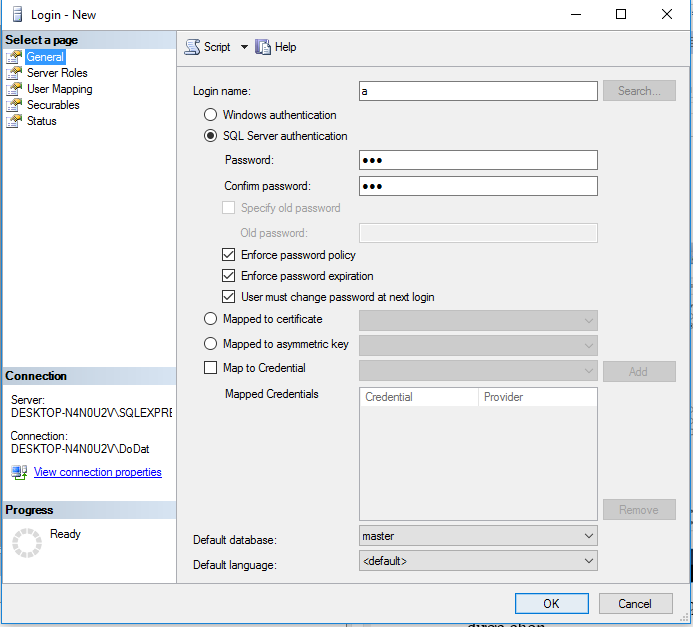 Login - New
Select a page
General
Server Roles
User Mapping
Securables
Status
Script
Help
Login name:
a
Search...
Windows authentication
SQL Server authentication
Password:
●●●
Confirm password:
●●●
Specify old password
Old password:
Enforce password policy
Enforce password expiration
User must change password at next login
Mapped to certificate
Mapped to asymmetric key
Map to Credential
Add
Mapped Credentials
Credential
Provider
Remove
Default database:
master
Default language:
<default>
Connection
Server:
DESKTOP-N4N0U2V\SQLEXPRE
Connection:
DESKTOP-N4N0U2V\DoDat
View connection properties
Progress
Ready
OK
Cancel